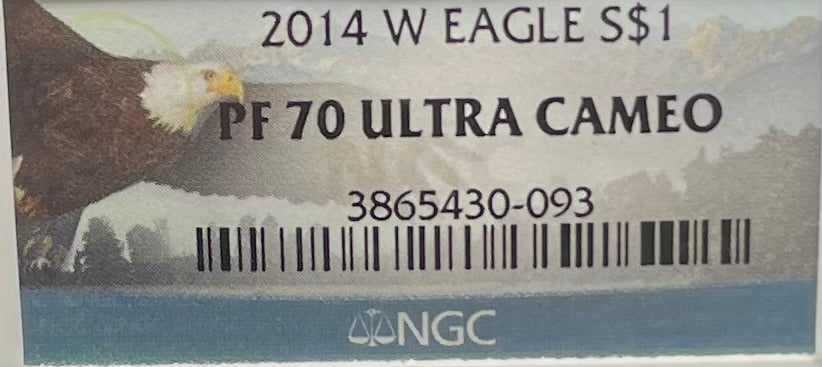 2014 W EAGLE S$1
PF 70 ULTRA CAMEO
3865430-093
NGC